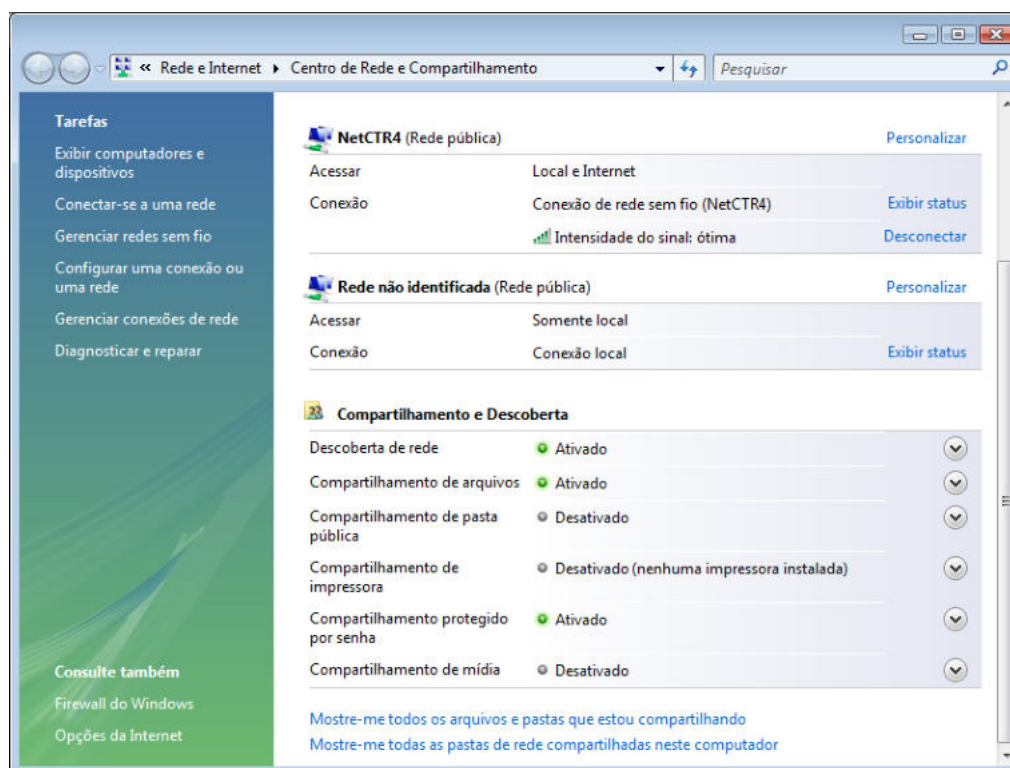 « Rede e Internet ▸ Centro de Rede e Compartilhamento
Pesquisar
Tarefas
Exibir computadores e
dispositivos
Conectar-se a uma rede
Gerenciar redes sem fio
Configurar uma conexão ou
uma rede
Gerenciar conexões de rede
Diagnosticar e reparar
Consulte também
Firewall do Windows
Opções da Internet
NetCTR4 (Rede pública) Personalizar
Acessar Local e Internet
Conexão Conexão de rede sem fio (NetCTR4) Exibir status
Intensidade do sinal: ótima Desconectar
Rede não identificada (Rede pública) Personalizar
Acessar Somente local
Conexão Conexão local Exibir status
Compartilhamento e Descoberta
Descoberta de rede Ativado
Compartilhamento de arquivos Ativado
Compartilhamento de pasta Desativado
pública
Compartilhamento de Desativado (nenhuma impressora instalada)
impressora
Compartilhamento protegido Ativado
por senha
Compartilhamento de mídia Desativado
Mostre-me todos os arquivos e pastas que estou compartilhando
Mostre-me todas as pastas de rede compartilhadas neste computador